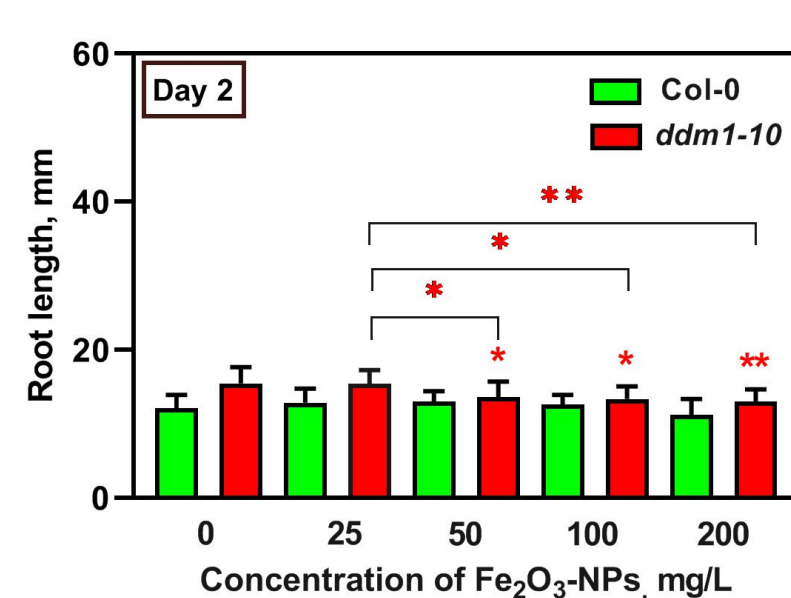 60
Day 2
Col-0
ddm1-10
**
40
*
*
20
*
*
**
0
Root length, mm
0 25 50 100 200
Concentration of Fe₂O₃-NPs, mg/L